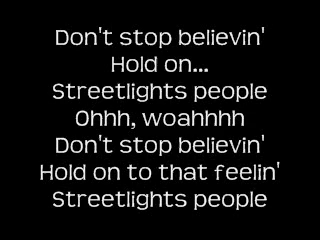 Don't stop believin'
Hold on...
Streetlights people
Ohhh, woahhhh
Don't stop believin'
Hold on to that feelin'
Streetlights people